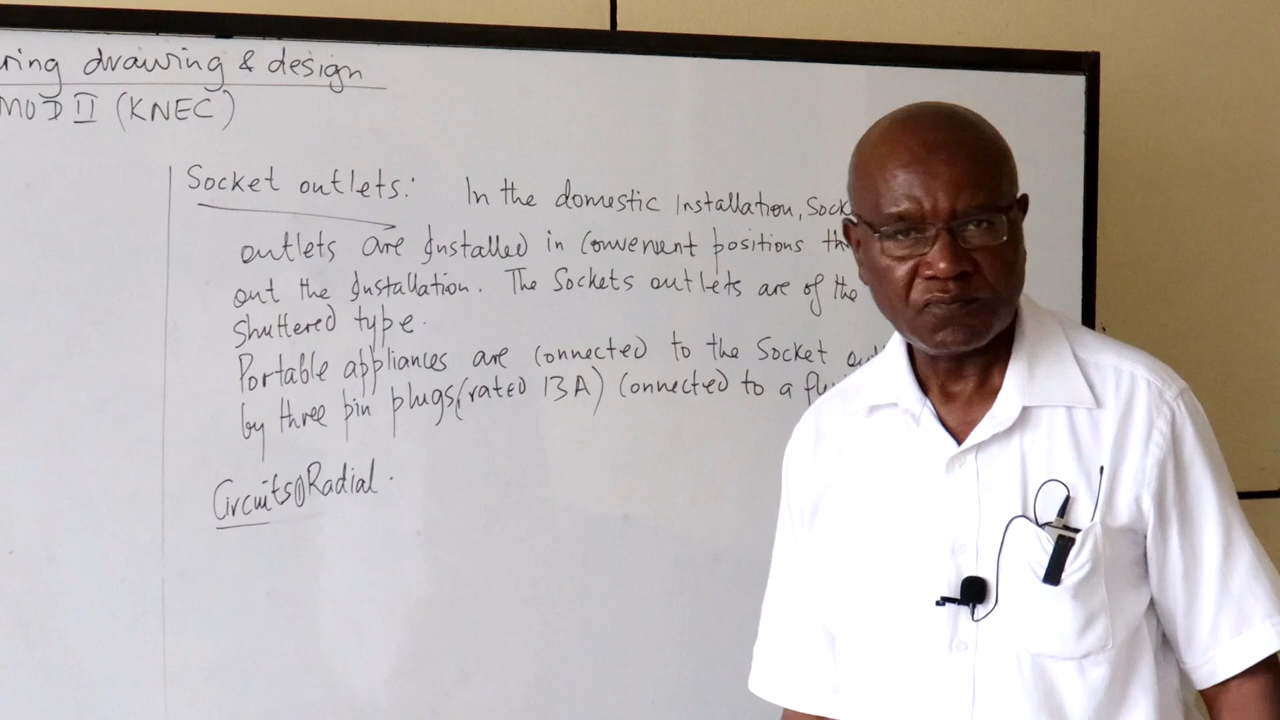 ring drawing & design
MOD II (KNEC)
Socket outlets: In the domestic Installation, Sock
outlets are Installed in Convenient positions th
out the Installation. The Sockets outlets are of the
Shuttered type.
Portable appliances are Connected to the Socket out
by three pin plugs (rated 13A) Connected to a fl
Circuits ① Radial.